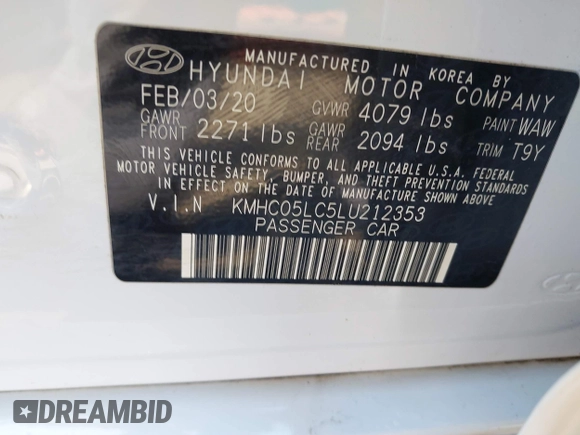 MANUFACTURED IN KOREA BY
HYUNDAI MOTOR COMPANY
FEB/03/20 GVWR 4079 lbs PAINT WAW
GAWR FRONT 2271 lbs GAWR REAR 2094 lbs TRIM T9Y
THIS VEHICLE CONFORMS TO ALL APPLICABLE U.S.A. FEDERAL
MOTOR VEHICLE SAFETY, BUMPER, AND THEFT PREVENTION STANDARDS
IN EFFECT ON THE DATE OF MANUFACTURE SHOWN ABOVE.
V.I.N KMHC05LC5LU212353
PASSENGER CAR
DREAMBID